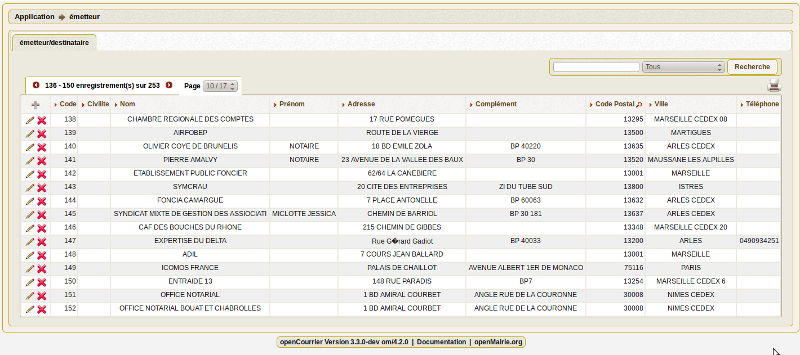 Application émetteur
émetteur/destinataire
Tous Recherche
136 - 150 enregistrement(s) sur 253 Page 10 / 17
Code Civilite Nom Prénom Adresse Complément Code Postal Ville Téléphone
138 CHAMBRE REGIONALE DES COMPTES 17 RUE POMEGUES 13295 MARSEILLE CEDEX 08
139 AIRFOBEP ROUTE DE LA VIERGE 13500 MARTIGUES
140 OLIVIER COYE DE BRUNELIS NOTAIRE 18 BD EMILE ZOLA BP 40220 13635 ARLES CEDEX
141 PIERRE AMALVY NOTAIRE 23 AVENUE DE LA VALLEE DES BAUX BP 30 13520 MAUSSANE LES ALPILLES
142 ETABLISSEMENT PUBLIC FONCIER 62/64 LA CANEBIERE 13001 MARSEILLE
143 SYMCRAU 20 CITE DES ENTREPRISES ZI DU TUBE SUD 13800 ISTRES
144 FONCIA CAMARGUE 7 PLACE ANTONELLE BP 60063 13632 ARLES CEDEX
145 SYNDICAT MIXTE DE GESTION DES ASSOCIATI MICLOTTE JESSICA CHEMIN DE BARRIOL BP 30 181 13637 ARLES CEDEX
146 CAF DES BOUCHES DU RHONE 215 CHEMIN DE GIBBES 13348 MARSEILLE CEDEX 20
147 EXPERTISE DU DELTA Rue G�rard Gadiot BP 40033 13200 ARLES 0490934251
148 ADIL 7 COURS JEAN BALLARD 13001 MARSEILLE
149 ICOMOS FRANCE PALAIS DE CHAILLOT AVENUE ALBERT 1ER DE MONACO 75116 PARIS
150 ENTRAIDE 13 148 RUE PARADIS BP7 13254 MARSEILLE CEDEX 6
151 OFFICE NOTARIAL 1 BD AMIRAL COURBET ANGLE RUE DE LA COURONNE 30008 NIMES CEDEX
152 OFFICE NOTARIAL BOUAT ET CHABROLLES 1 BD AMIRAL COURBET ANGLE RUE DE LA COURONNE 30008 NIMES CEDEX
openCourrier Version 3.3.0-dev om/4.2.0 | Documentation | openMairie.org